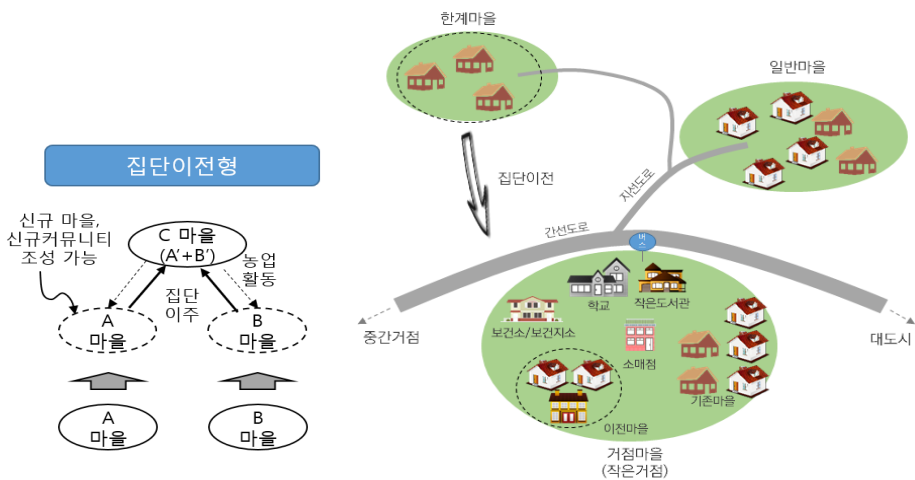 집단이전형
신규 마을,
신규커뮤니티
조성 가능
C 마을
(A'+B')
농업
활동
집단
이주
A
마을
B
마을
A
마을
B
마을
한계마을
일반마을
집단이전
지선도로
간선도로
버스
중간거점
대도시
학교
작은도서관
보건소/보건지소
소매점
기존마을
이전마을
거점마을
(작은거점)